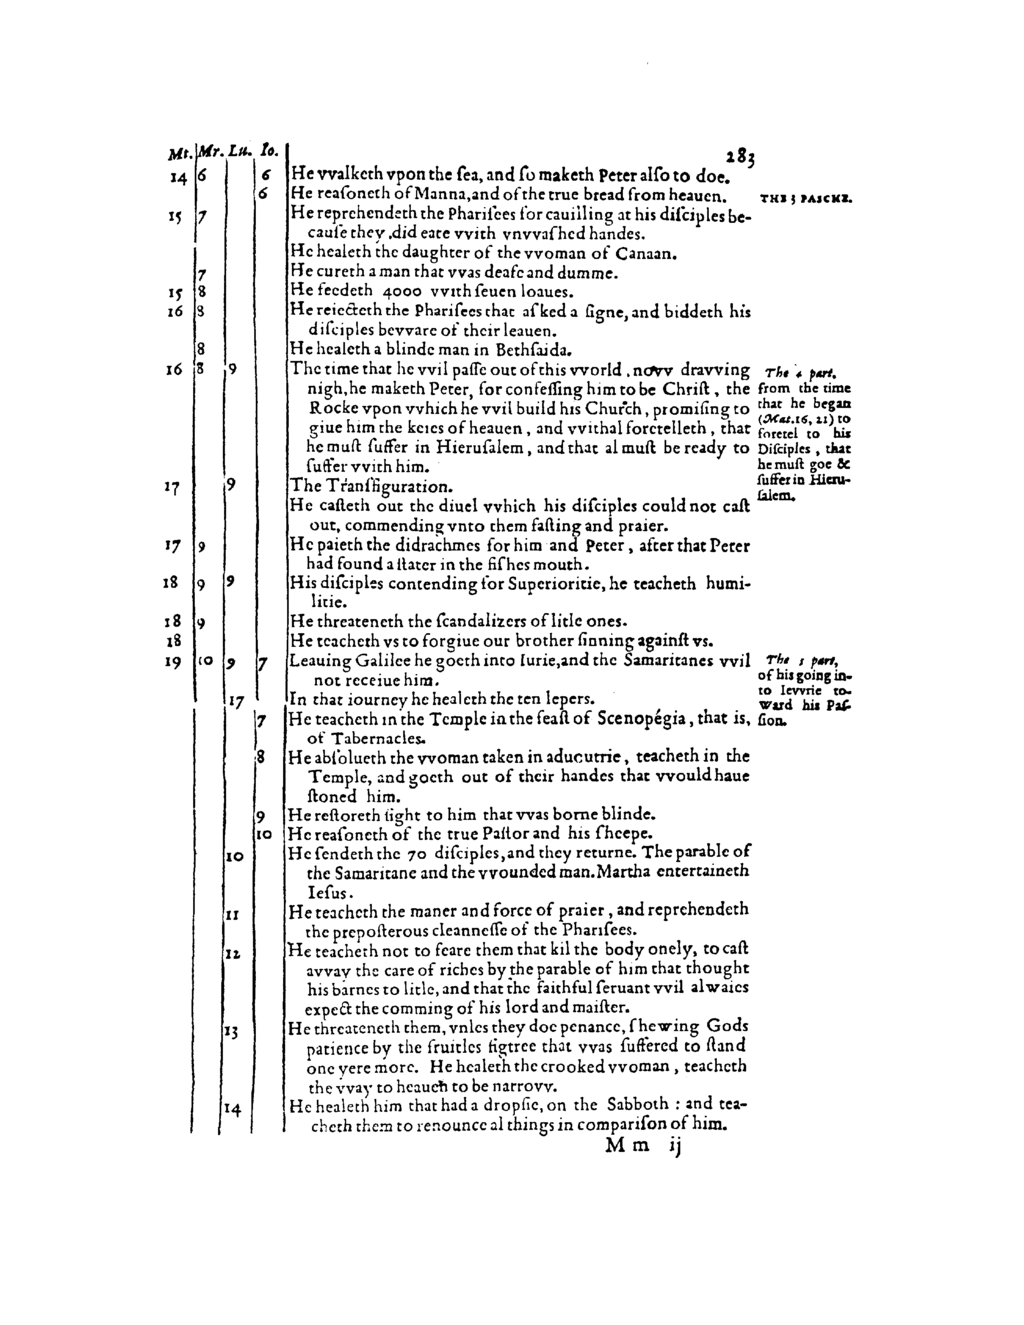 Mt. Mr. Lu. Io. 283
14 6 6 He vvalketh vpon the ſea, and ſo maketh Peter alſo to doe.
6 He reaſoneth of Manna, and of the true bread from heauen. THE 3 PASCHE.
15 7 He reprehendeth the Phariſees for cauilling at his diſciples be-
cauſe they did eate vvith vnvvaſhed handes.
He healeth the daughter of the vvoman of Canaan.
7 He cureth a man that vvas deafe and dumme.
15 8 He feedeth 4000 vvith ſeuen loaues.
16 8 He reiecteth the Phariſees that aſked a ſigne, and biddeth his
diſciples bevvare of their leauen.
8 He healeth a blinde man in Bethſaida.
16 8 9 The time that he vvil paſſe out of this vvorld, novv dravving
nigh, he maketh Peter, for confeſſing him to be Chriſt, the
Rocke vpon vvhich he vvil build his Church, promiſing to
giue him the keies of heauen, and vvithal foretelleth, that
he muſt ſuffer in Hieruſalem, and that al muſt be ready to
ſuffer vvith him.
The 4 part,
from the time
that he began
(Mat. 16, 21) to
foretel to his
Diſciples, that
he muſt goe &
ſuffer in Hieru-
ſalem.
17 9 The Tranſfiguration.
He caſteth out the diuel vvhich his diſciples could not caſt
out, commending vnto them faſting and praier.
17 9 He paieth the didrachmes for him and Peter, after that Peter
had found a ſtater in the fiſhes mouth.
18 9 9 His diſciples contending for Superioritie, he teacheth humi-
litie.
18 9 He threateneth the ſcandalizers of litle ones.
18 He teacheth vs to forgiue our brother ſinning againſt vs.
19 10 9 7 Leauing Galilee he goeth into Iurie, and the Samaritanes vvil
not receiue him.
17 In that iourney he healeth the ten lepers.
The 5 part,
of his going in-
to Ievvrie to-
ward his Paſ-
ſion.
7 He teacheth in the Temple in the feaſt of Scenopégia, that is,
of Tabernacles.
8 He abſolueth the vvoman taken in aduoutrie, teacheth in the
Temple, and goeth out of their handes that vvould haue
ſtoned him.
9 He reſtoreth ſight to him that vvas borne blinde.
10 He reaſoneth of the true Paſtor and his ſheepe.
10 He ſendeth the 70 diſciples, and they returne. The parable of
the Samaritane and the vvounded man. Martha entertaineth
Ieſus.
11 He teacheth the maner and force of praier, and reprehendeth
the prepoſterous cleanneſſe of the Phariſees.
12 He teacheth not to feare them that kil the body onely, to caſt
avvay the care of riches by the parable of him that thought
his barnes to litle, and that the faithful ſeruant vvil alwaies
expect the comming of his lord and maiſter.
13 He threateneth them, vnles they doe penance, ſhewing Gods
patience by the fruitles figtree that vvas ſuffered to ſtand
one yere more. He healeth the crooked vvoman, teacheth
the vvay to heauen to be narrovv.
14 He healeth him that had a dropſie, on the Sabboth : and tea-
cheth them to renounce al things in compariſon of him.
M m ij